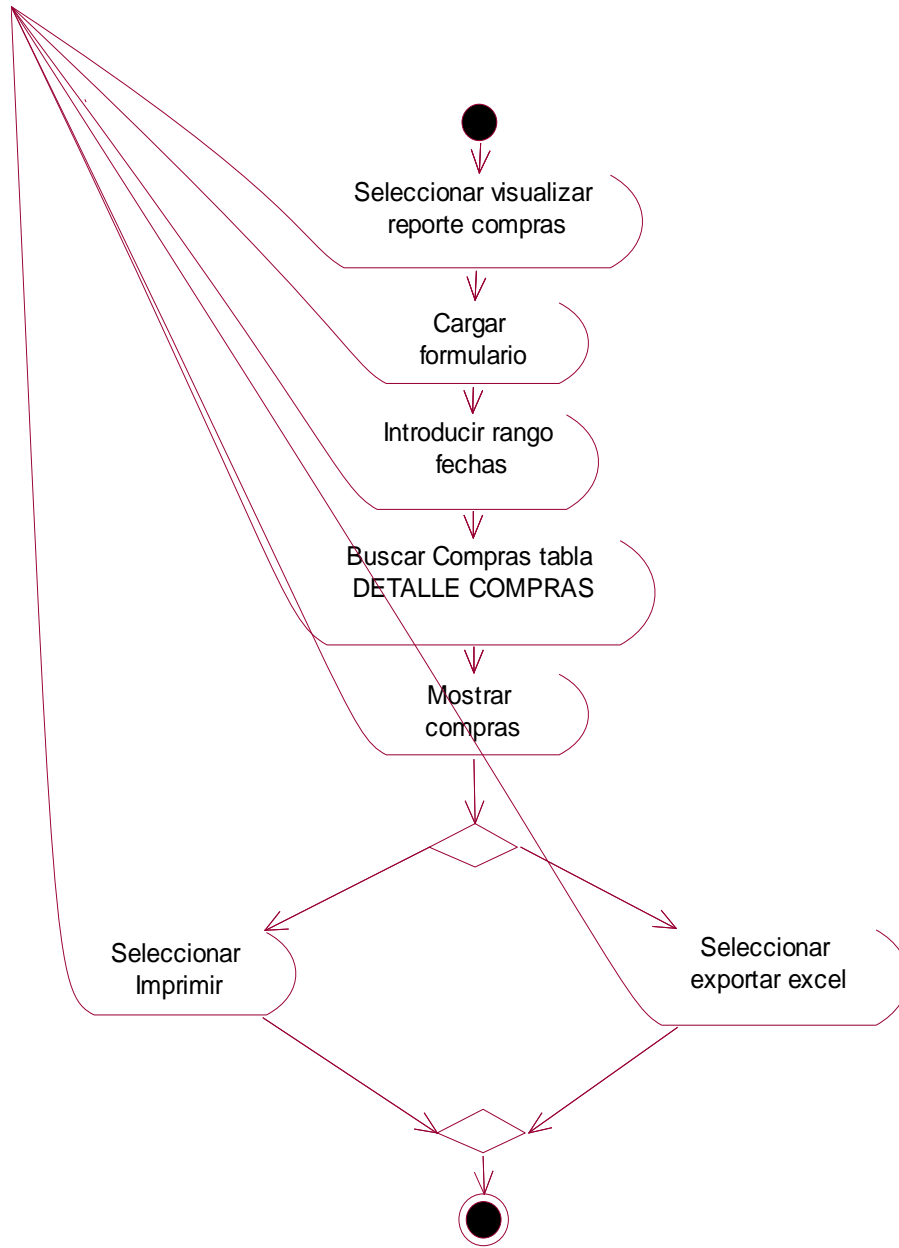 Seleccionar visualizar
reporte compras
Cargar
formulario
Introducir rango
fechas
Buscar Compras tabla
DETALLE COMPRAS
Mostrar
compras
Seleccionar
Imprimir
Seleccionar
exportar excel